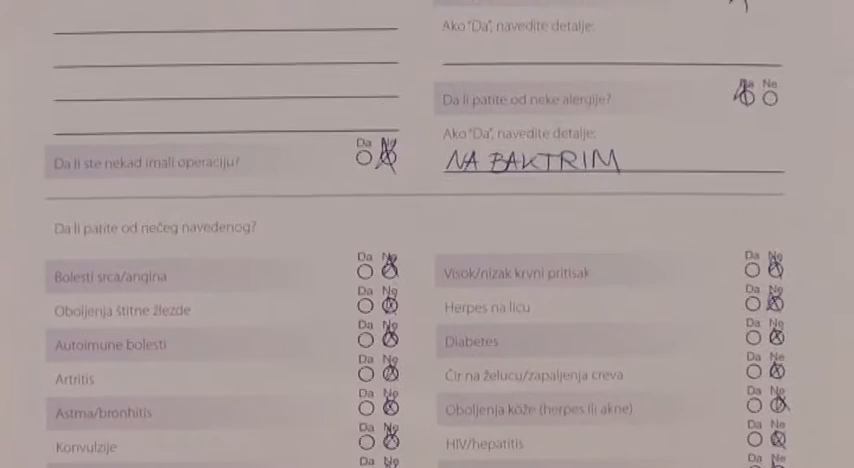 Ako "Da", navedite detalje:
Da li patite od neke alergije?
Da Ne
Ako "Da", navedite detalje:
NA BAKTRIM
Da li ste nekad imali operaciju?
Da Ne
Da li patite od nečeg navedenog?
Bolesti srca/angina
Da Ne
Oboljenja štitne žlezde
Da Ne
Autoimune bolesti
Da Ne
Artritis
Da Ne
Astma/bronhitis
Da Ne
Konvulzije
Da Ne
Da Ne
Visok/nizak krvni pritisak
Da Ne
Herpes na licu
Da Ne
Diabetes
Da Ne
Čir na želucu/zapaljenja creva
Da Ne
Oboljenja kože (herpes ili akne)
Da Ne
HIV/hepatitis
Da Ne
Da Ne